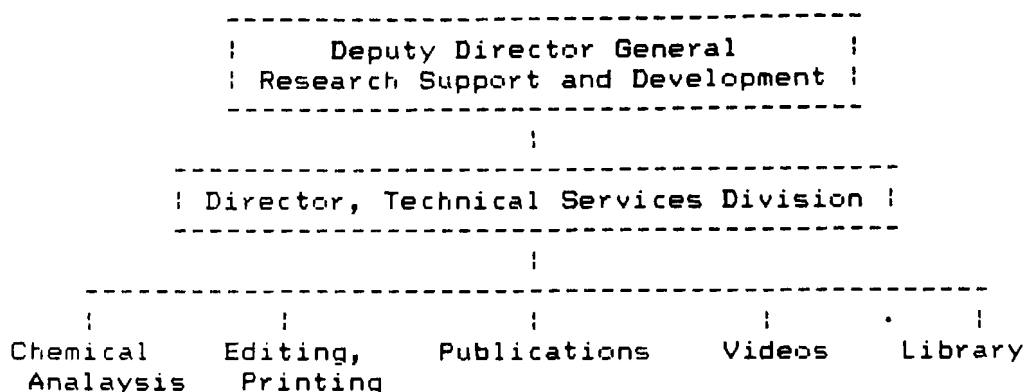 Deputy Director General
Research Support and Development
Director, Technical Services Division
Chemical Editing, Publications Videos Library
Analaysis Printing